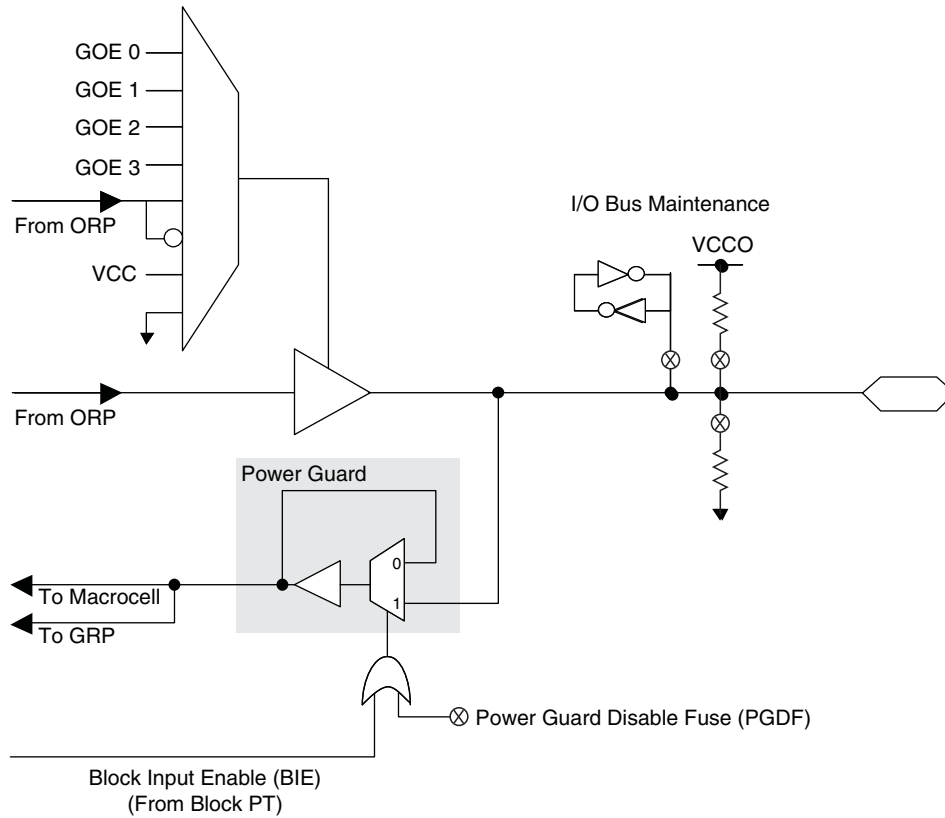 GOE 0
GOE 1
GOE 2
GOE 3
From ORP
VCC
I/O Bus Maintenance
VCCO
From ORP
Power Guard
0
1
To Macrocell
To GRP
Power Guard Disable Fuse (PGDF)
Block Input Enable (BIE)
(From Block PT)